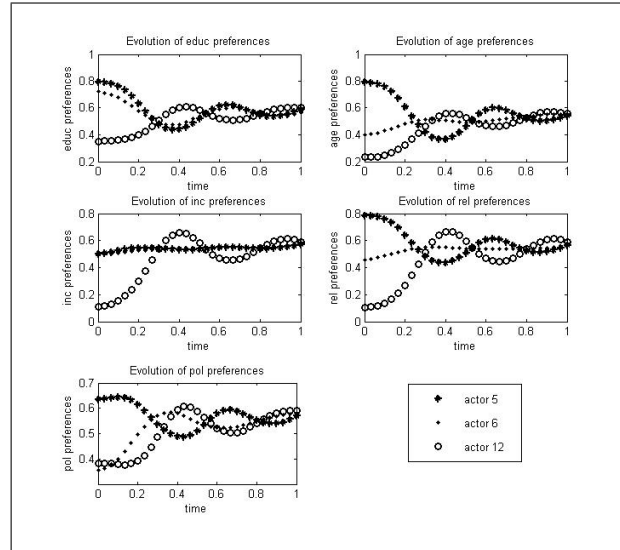 Evolution of educ preferences
1
0.8
0.6
0.4
0.2
educ preferences
0 0.2 0.4 0.6 0.8 1
time
Evolution of age preferences
1
0.8
0.6
0.4
0.2
age preferences
0 0.2 0.4 0.6 0.8 1
time
Evolution of inc preferences
0.8
0.6
0.4
0.2
0
inc preferences
0 0.2 0.4 0.6 0.8 1
time
Evolution of rel preferences
0.8
0.6
0.4
0.2
0
rel preferences
0 0.2 0.4 0.6 0.8 1
time
Evolution of pol preferences
0.7
0.6
0.5
0.4
pol preferences
0 0.2 0.4 0.6 0.8 1
time
actor 5
actor 6
actor 12